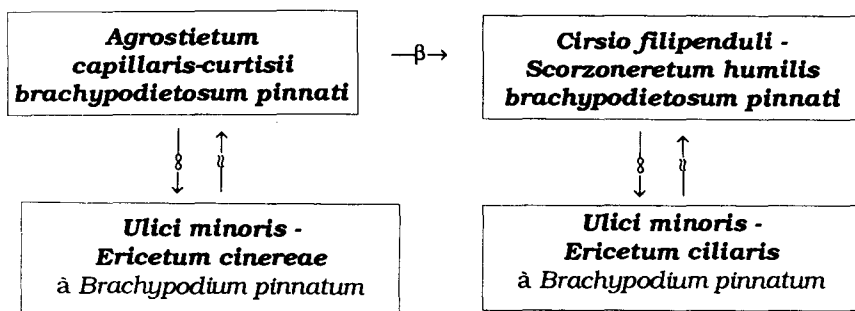 Agrostietum
capillaris-curtisii
brachypodietosum pinnati
β
Cirsio filipenduli -
Scorzoneretum humilis
brachypodietosum pinnati
∞ ≈
∞ ≈
Ulici minoris -
Ericetum cinereae
à Brachypodium pinnatum
Ulici minoris -
Ericetum ciliaris
à Brachypodium pinnatum